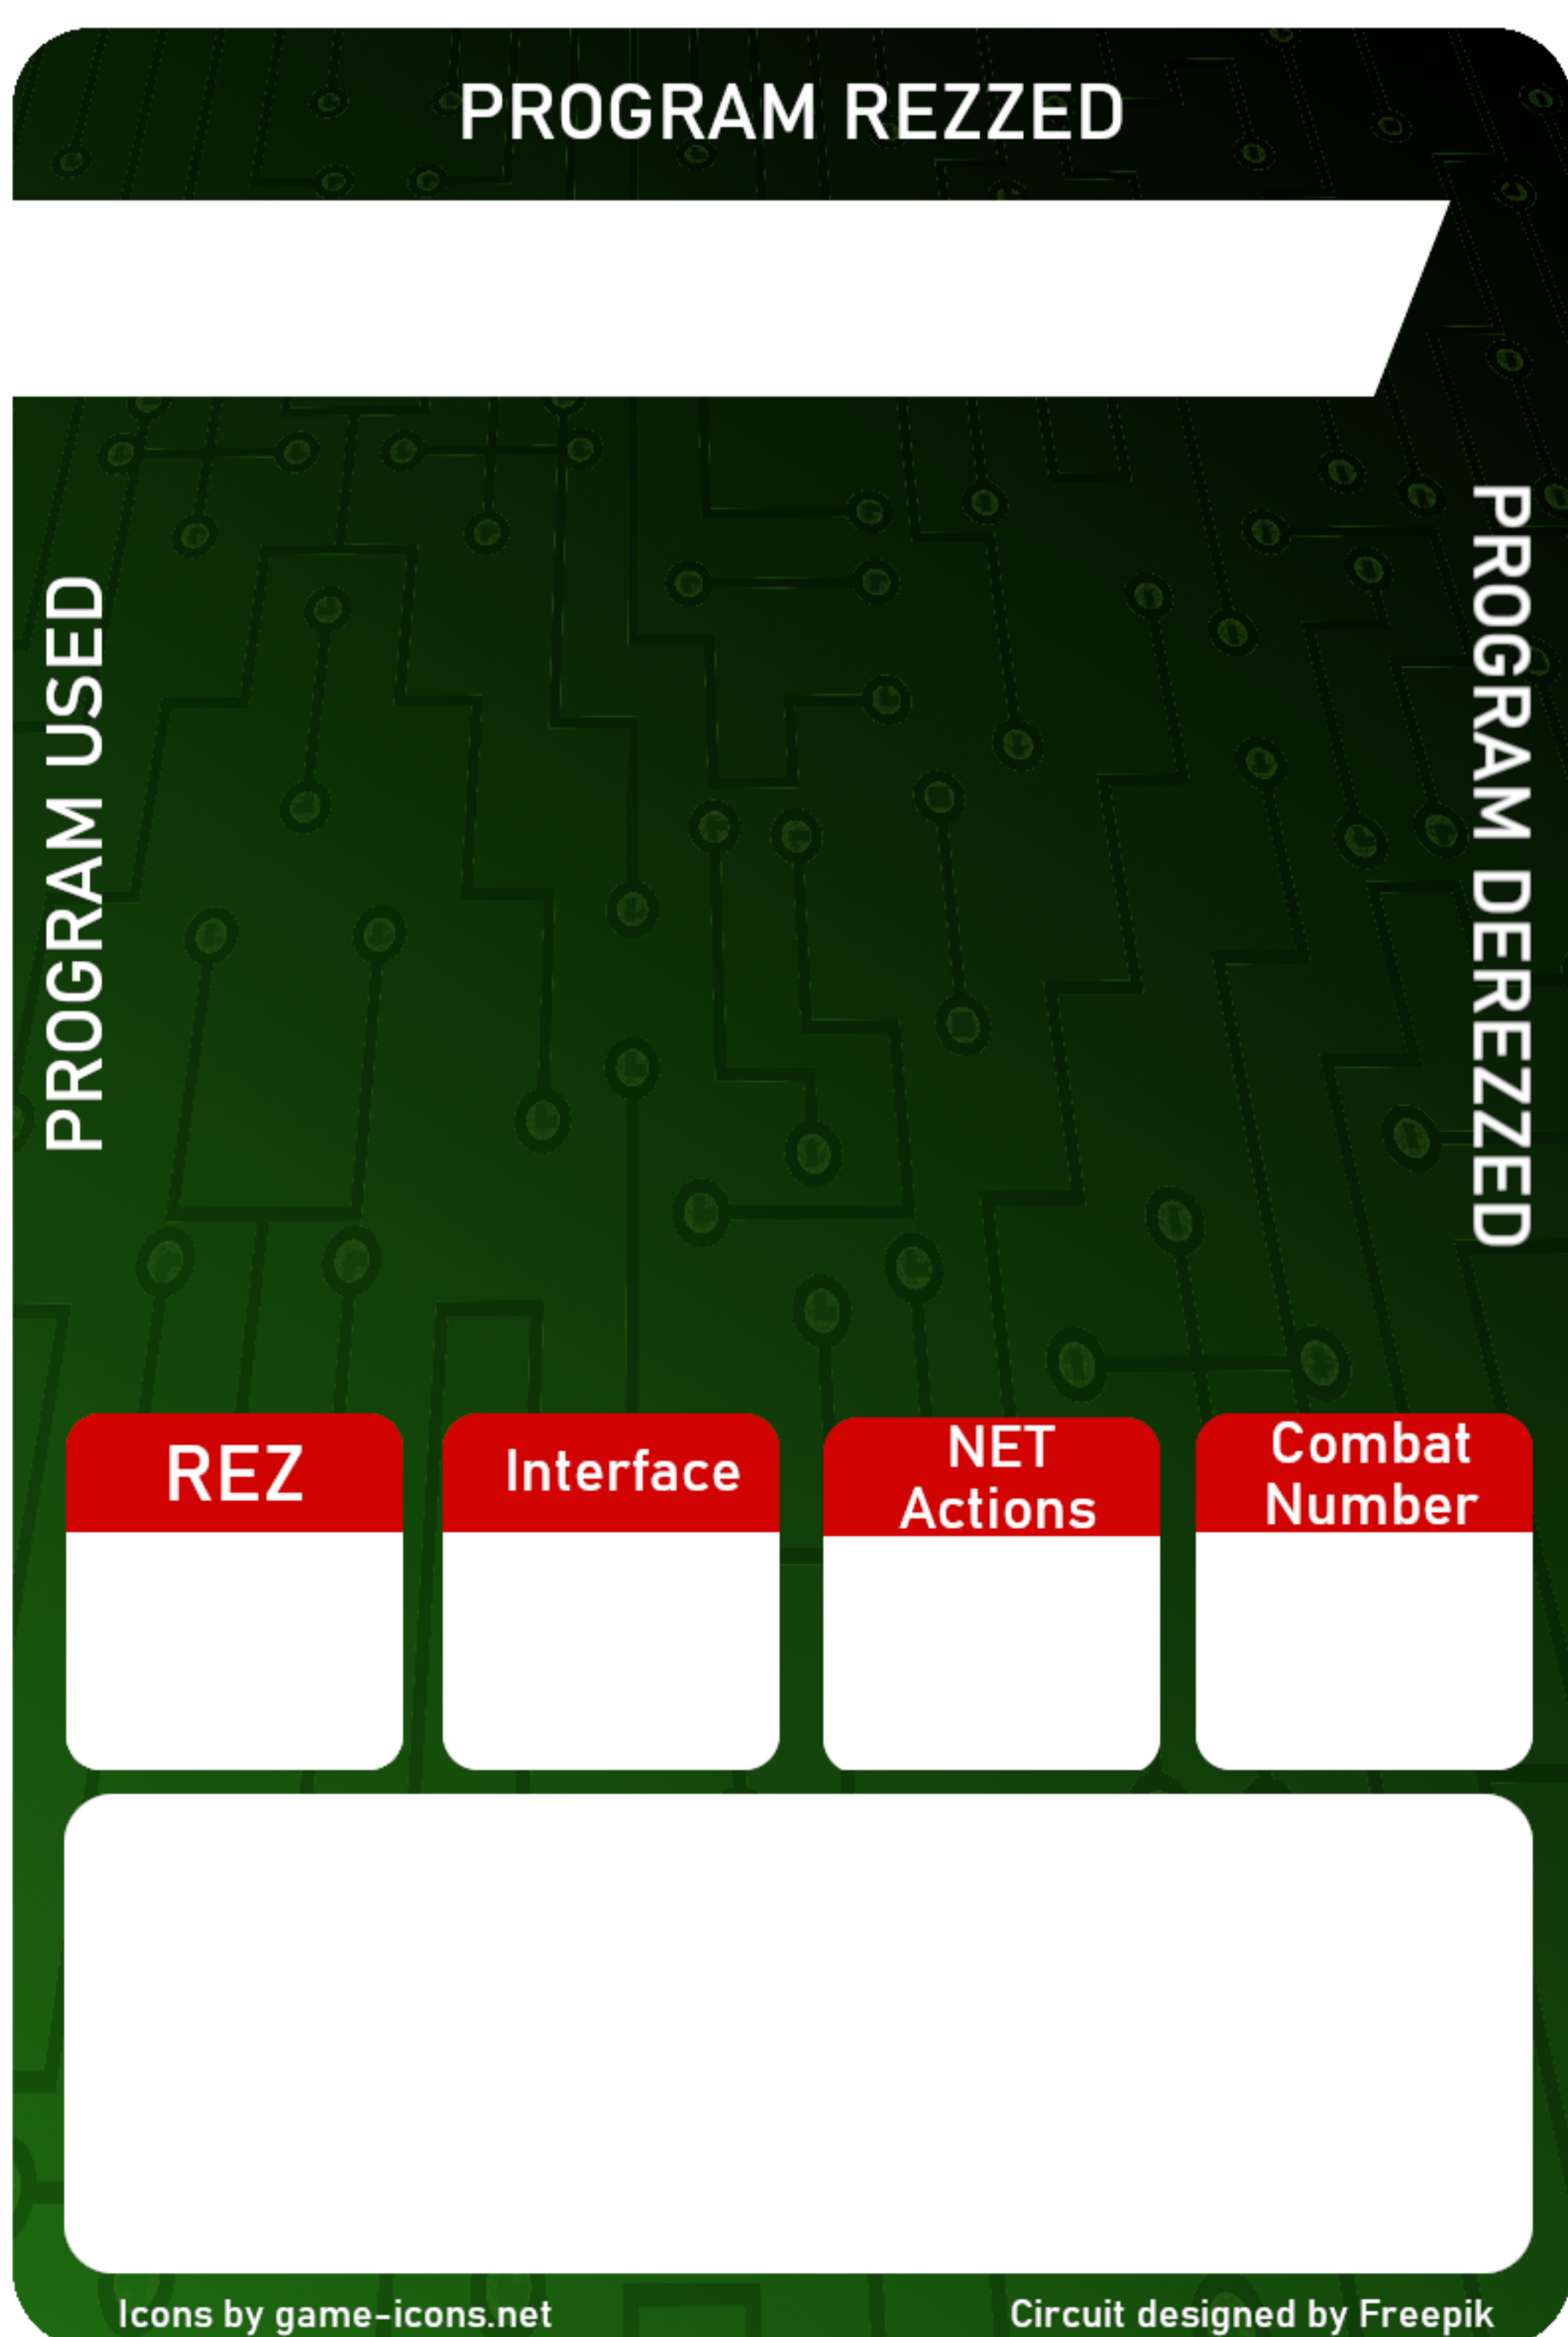 PROGRAM REZZED
PROGRAM USED
PROGRAM DEREZZED
REZ
Interface
NET
Actions
Combat
Number
Icons by game-icons.net
Circuit designed by Freepik